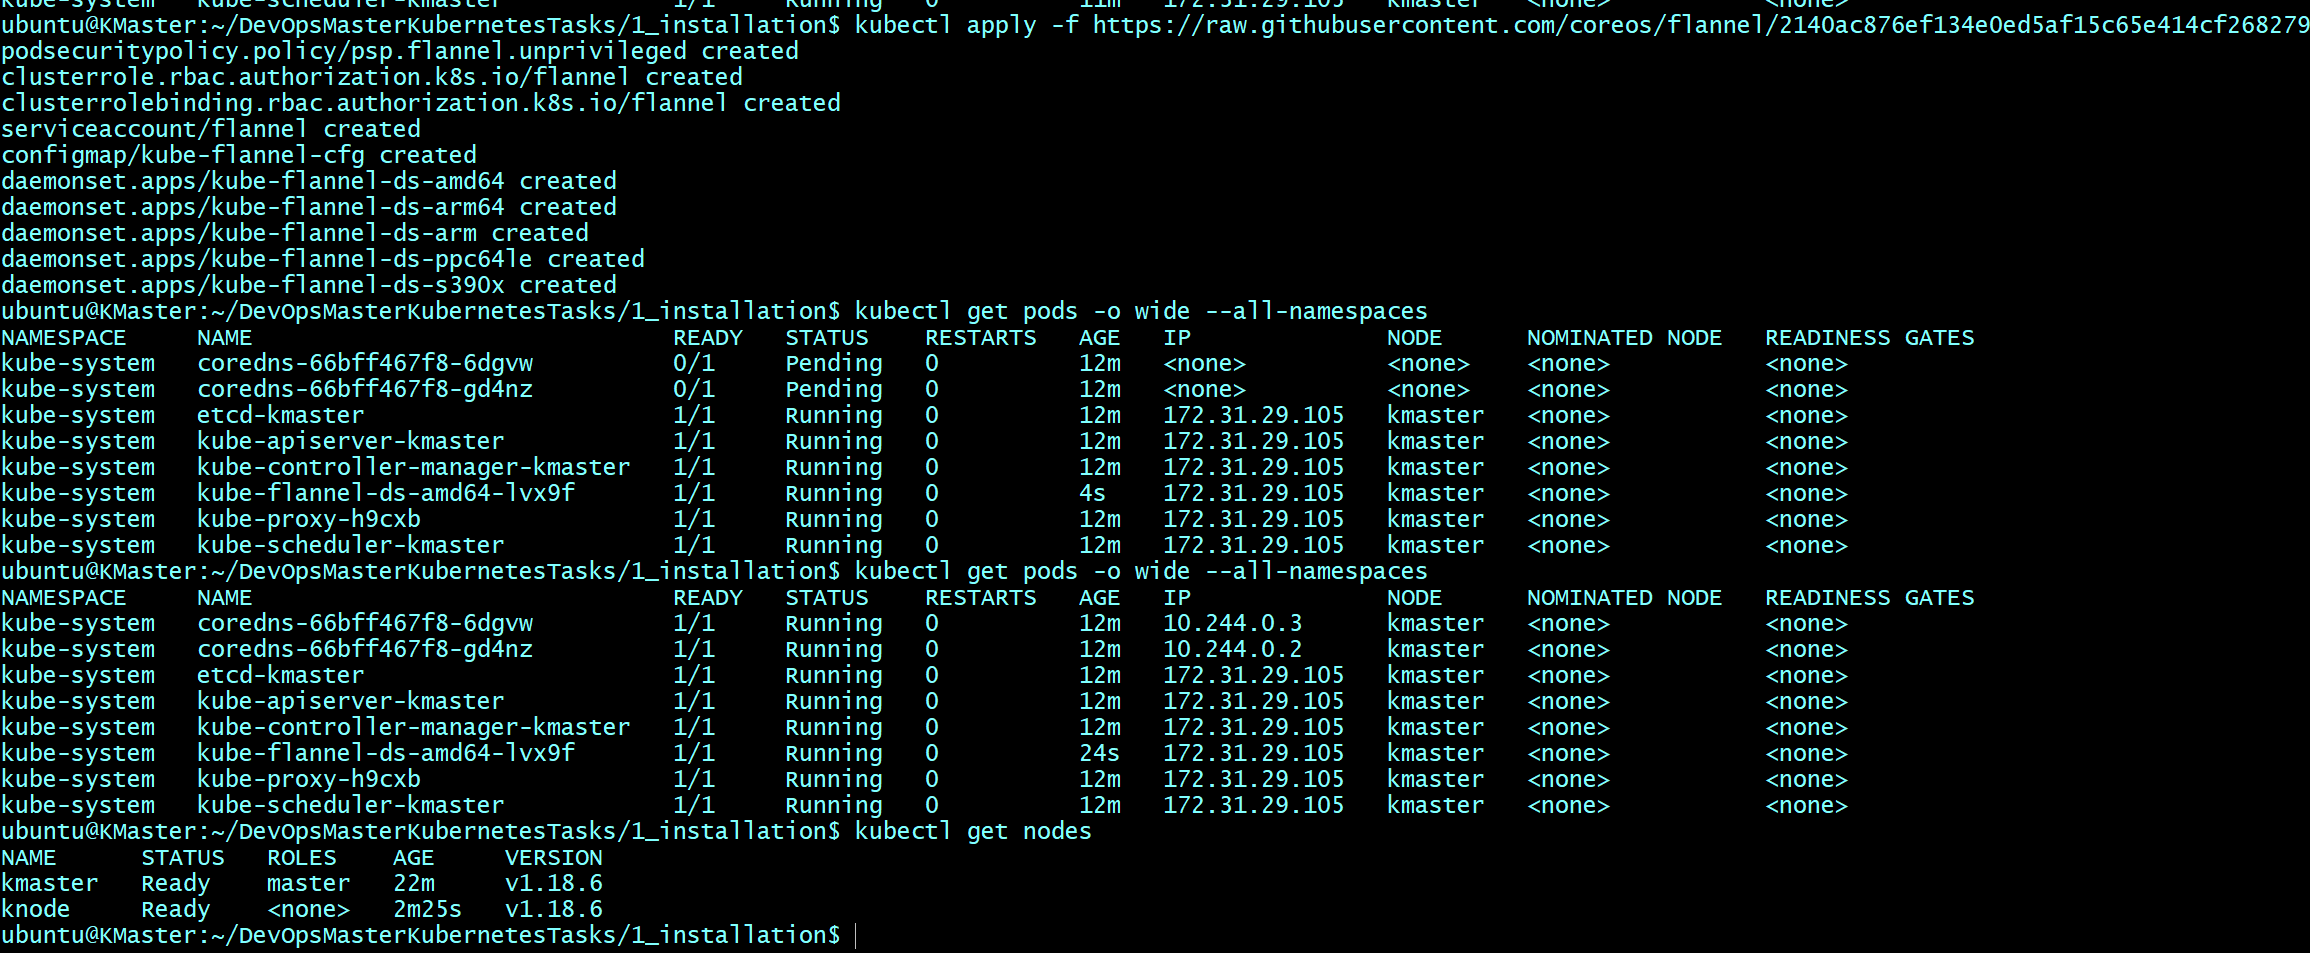 kube-system   kube-scheduler-kmaster            1/1     Running   0          11m   172.31.29.105   kmaster   <none>           <none>
ubuntu@KMaster:~/DevOpsMasterKubernetesTasks/1_installation$ kubectl apply -f https://raw.githubusercontent.com/coreos/flannel/2140ac876ef134e0ed5af15c65e414cf268279
podsecuritypolicy.policy/psp.flannel.unprivileged created
clusterrole.rbac.authorization.k8s.io/flannel created
clusterrolebinding.rbac.authorization.k8s.io/flannel created
serviceaccount/flannel created
configmap/kube-flannel-cfg created
daemonset.apps/kube-flannel-ds-amd64 created
daemonset.apps/kube-flannel-ds-arm64 created
daemonset.apps/kube-flannel-ds-arm created
daemonset.apps/kube-flannel-ds-ppc64le created
daemonset.apps/kube-flannel-ds-s390x created
ubuntu@KMaster:~/DevOpsMasterKubernetesTasks/1_installation$ kubectl get pods -o wide --all-namespaces
NAMESPACE     NAME                              READY   STATUS    RESTARTS   AGE   IP              NODE      NOMINATED NODE   READINESS GATES
kube-system   coredns-66bff467f8-6dgvw          0/1     Pending   0          12m   <none>          <none>    <none>           <none>
kube-system   coredns-66bff467f8-gd4nz          0/1     Pending   0          12m   <none>          <none>    <none>           <none>
kube-system   etcd-kmaster                      1/1     Running   0          12m   172.31.29.105   kmaster   <none>           <none>
kube-system   kube-apiserver-kmaster            1/1     Running   0          12m   172.31.29.105   kmaster   <none>           <none>
kube-system   kube-controller-manager-kmaster   1/1     Running   0          12m   172.31.29.105   kmaster   <none>           <none>
kube-system   kube-flannel-ds-amd64-lvx9f       1/1     Running   0          4s    172.31.29.105   kmaster   <none>           <none>
kube-system   kube-proxy-h9cxb                  1/1     Running   0          12m   172.31.29.105   kmaster   <none>           <none>
kube-system   kube-scheduler-kmaster            1/1     Running   0          12m   172.31.29.105   kmaster   <none>           <none>
ubuntu@KMaster:~/DevOpsMasterKubernetesTasks/1_installation$ kubectl get pods -o wide --all-namespaces
NAMESPACE     NAME                              READY   STATUS    RESTARTS   AGE   IP              NODE      NOMINATED NODE   READINESS GATES
kube-system   coredns-66bff467f8-6dgvw          1/1     Running   0          12m   10.244.0.3      kmaster   <none>           <none>
kube-system   coredns-66bff467f8-gd4nz          1/1     Running   0          12m   10.244.0.2      kmaster   <none>           <none>
kube-system   etcd-kmaster                      1/1     Running   0          12m   172.31.29.105   kmaster   <none>           <none>
kube-system   kube-apiserver-kmaster            1/1     Running   0          12m   172.31.29.105   kmaster   <none>           <none>
kube-system   kube-controller-manager-kmaster   1/1     Running   0          12m   172.31.29.105   kmaster   <none>           <none>
kube-system   kube-flannel-ds-amd64-lvx9f       1/1     Running   0          24s   172.31.29.105   kmaster   <none>           <none>
kube-system   kube-proxy-h9cxb                  1/1     Running   0          12m   172.31.29.105   kmaster   <none>           <none>
kube-system   kube-scheduler-kmaster            1/1     Running   0          12m   172.31.29.105   kmaster   <none>           <none>
ubuntu@KMaster:~/DevOpsMasterKubernetesTasks/1_installation$ kubectl get nodes
NAME      STATUS   ROLES    AGE     VERSION
kmaster   Ready    master   22m     v1.18.6
knode     Ready    <none>   2m25s   v1.18.6
ubuntu@KMaster:~/DevOpsMasterKubernetesTasks/1_installation$